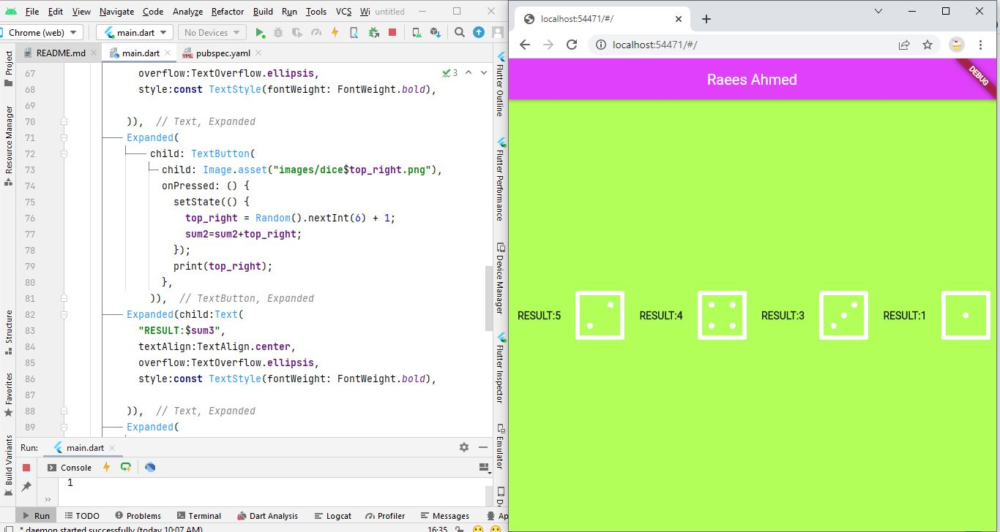 File Edit View Navigate Code Analyze Refactor Build Run Tools VCS Wi untitled
Chrome (web) main.dart No Devices
README.md main.dart pubspec.yaml
3
67 overflow:TextOverflow.ellipsis,
68 style:const TextStyle(fontWeight: FontWeight.bold),
69
70 )), // Text, Expanded
71 Expanded(
72 child: TextButton(
73 child: Image.asset("images/dice$top_right.png"),
74 onPressed: () {
75 setState(() {
76 top_right = Random().nextInt(6) + 1;
77 sum2=sum2+top_right;
78 });
79 print(top_right);
80 },
81 )), // TextButton, Expanded
82 Expanded(child:Text(
83 "RESULT:$sum3",
84 textAlign:TextAlign.center,
85 overflow:TextOverflow.ellipsis,
86 style:const TextStyle(fontWeight: FontWeight.bold),
87
88 )), // Text, Expanded
89 Expanded(
Project
Resource Manager
Structure
Favorites
Build Variants
Flutter Outline
Flutter Performance
Device Manager
Flutter Inspector
Emulator
Run: main.dart
Console
1
Run TODO Problems Terminal Dart Analysis Logcat Profiler Messages Ap
* daemon started successfully (today 10:07 AM) 16:35
localhost:54471/#/
localhost:54471/#/
Raees Ahmed
DEBUG
RESULT:5 RESULT:4 RESULT:3 RESULT:1